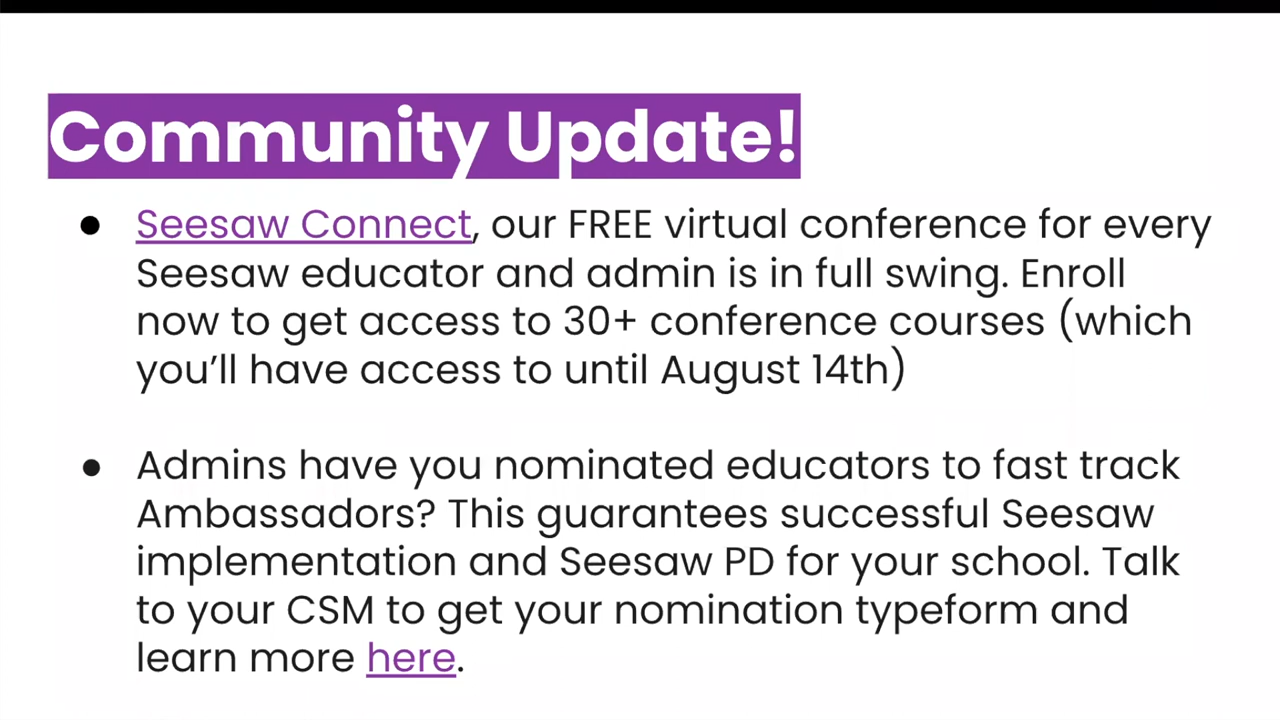 Community Update!
● Seesaw Connect, our FREE virtual conference for every
Seesaw educator and admin is in full swing. Enroll
now to get access to 30+ conference courses (which
you’ll have access to until August 14th)
● Admins have you nominated educators to fast track
Ambassadors? This guarantees successful Seesaw
implementation and Seesaw PD for your school. Talk
to your CSM to get your nomination typeform and
learn more here.